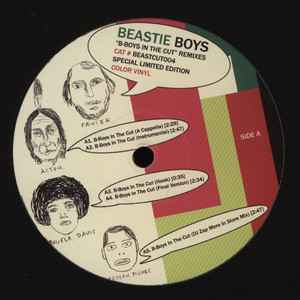 BEASTIE BOYS
"B-BOYS IN THE CUT" REMIXES
CAT # BEASTCUT004
SPECIAL LIMITED EDITION
COLOR VINYL
SIDE A
A1. B-Boys In The Cut (A Cappella) [2:29]
A2. B-Boys In The Cut (Instrumental) [2:47]
A3. B-Boys In The Cut (Hook) [0:35]
A4. B-Boys In The Cut (Final Version) [2:34]
ANGELA DAVIS
A5. B-Boys In The Cut (DJ Zap More In Store Mix) [2:47]